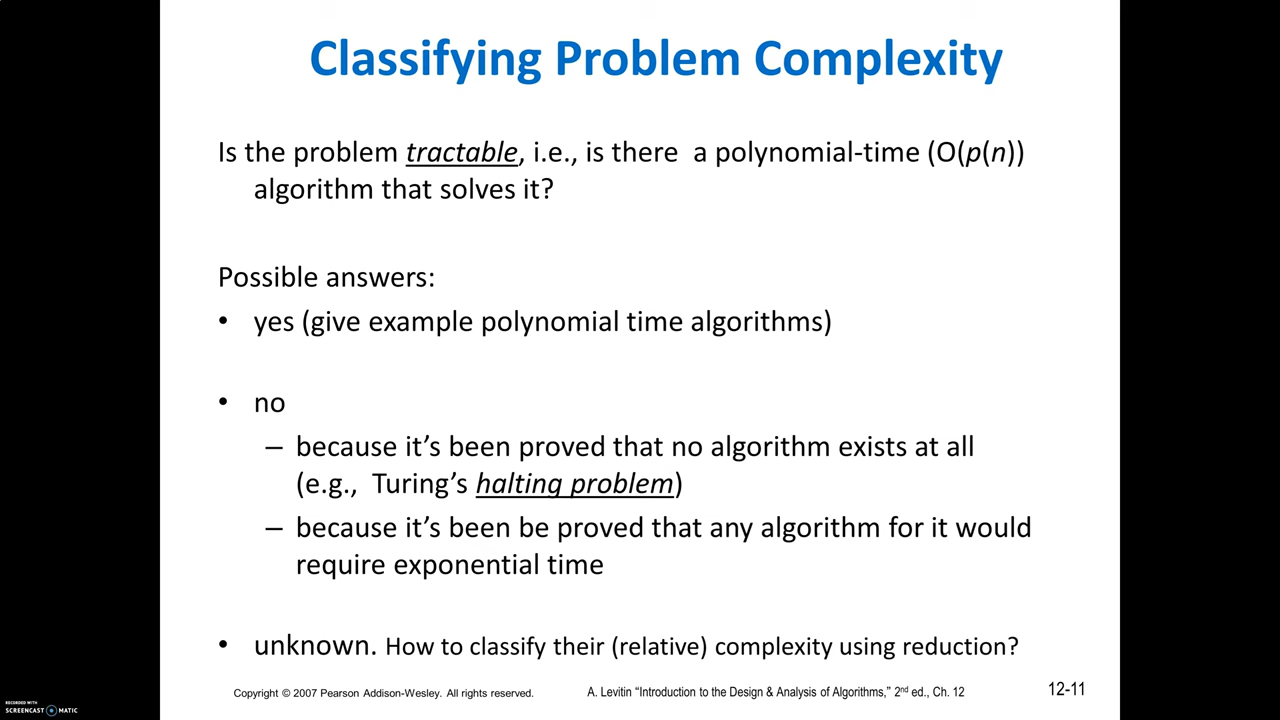 Classifying Problem Complexity
Is the problem tractable, i.e., is there  a polynomial-time (O(p(n))
algorithm that solves it?
Possible answers:
• yes (give example polynomial time algorithms)
• no
– because it’s been proved that no algorithm exists at all
(e.g.,  Turing’s halting problem)
– because it’s been be proved that any algorithm for it would
require exponential time
• unknown. How to classify their (relative) complexity using reduction?
Copyright © 2007 Pearson Addison-Wesley. All rights reserved.
A. Levitin “Introduction to the Design & Analysis of Algorithms,” 2nd ed., Ch. 12
12-11
RECORDED WITH
SCREENCAST MATIC